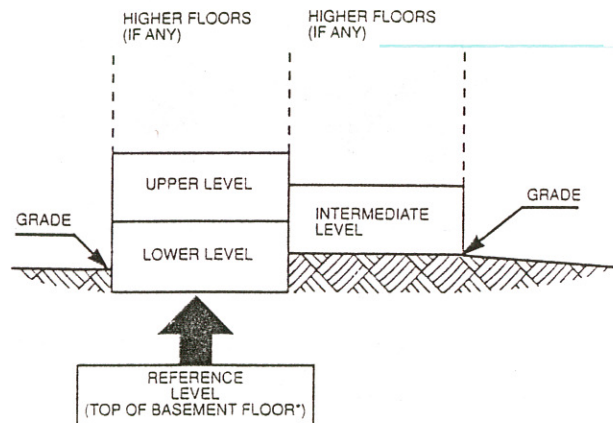 HIGHER FLOORS
(IF ANY)
HIGHER FLOORS
(IF ANY)
UPPER LEVEL
GRADE
INTERMEDIATE
LEVEL
GRADE
LOWER LEVEL
REFERENCE
LEVEL
(TOP OF BASEMENT FLOOR*)